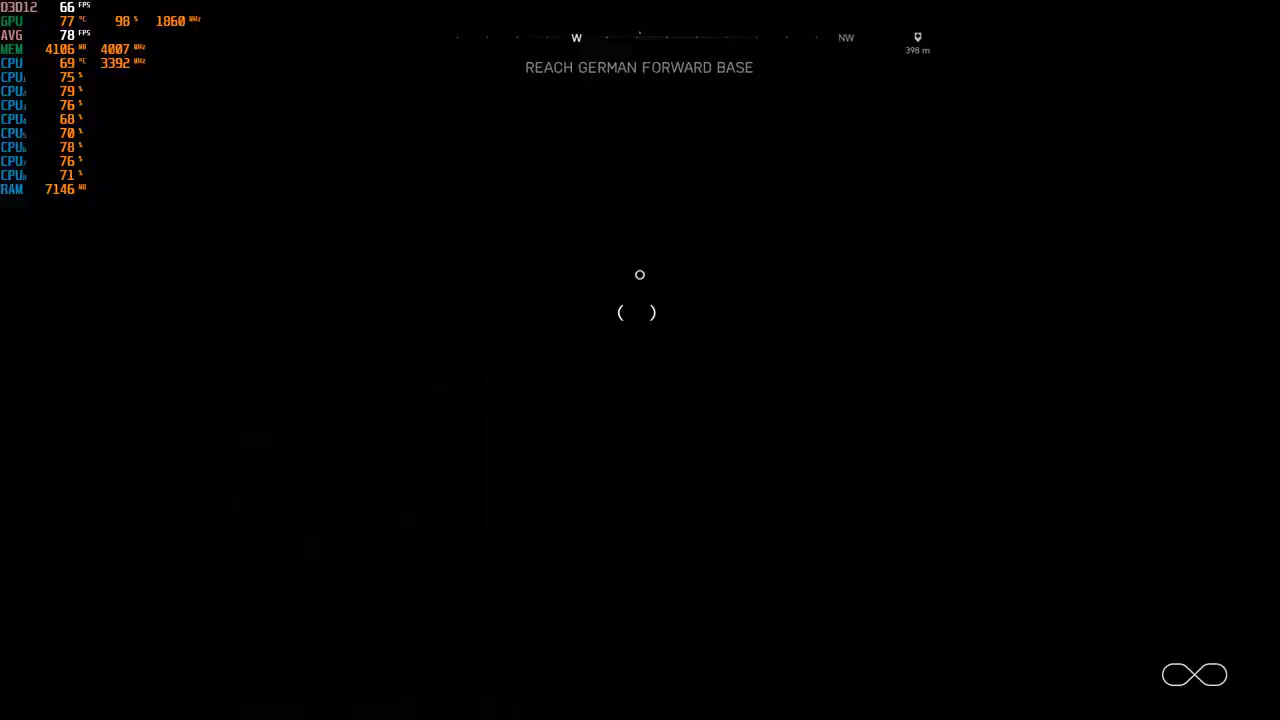 D3D12 66 FPS
GPU 77 °C 98 % 1860 MHz
AVG 78 FPS
MEM 4106 MB 4007 MHz
CPU 69 °C 3392 MHz
CPU₁ 75 %
CPU₂ 79 %
CPU₃ 76 %
CPU₄ 68 %
CPU₅ 70 %
CPU₆ 78 %
CPU₇ 76 %
CPU₈ 71 %
RAM 7146 MB
W NW
398 m
REACH GERMAN FORWARD BASE